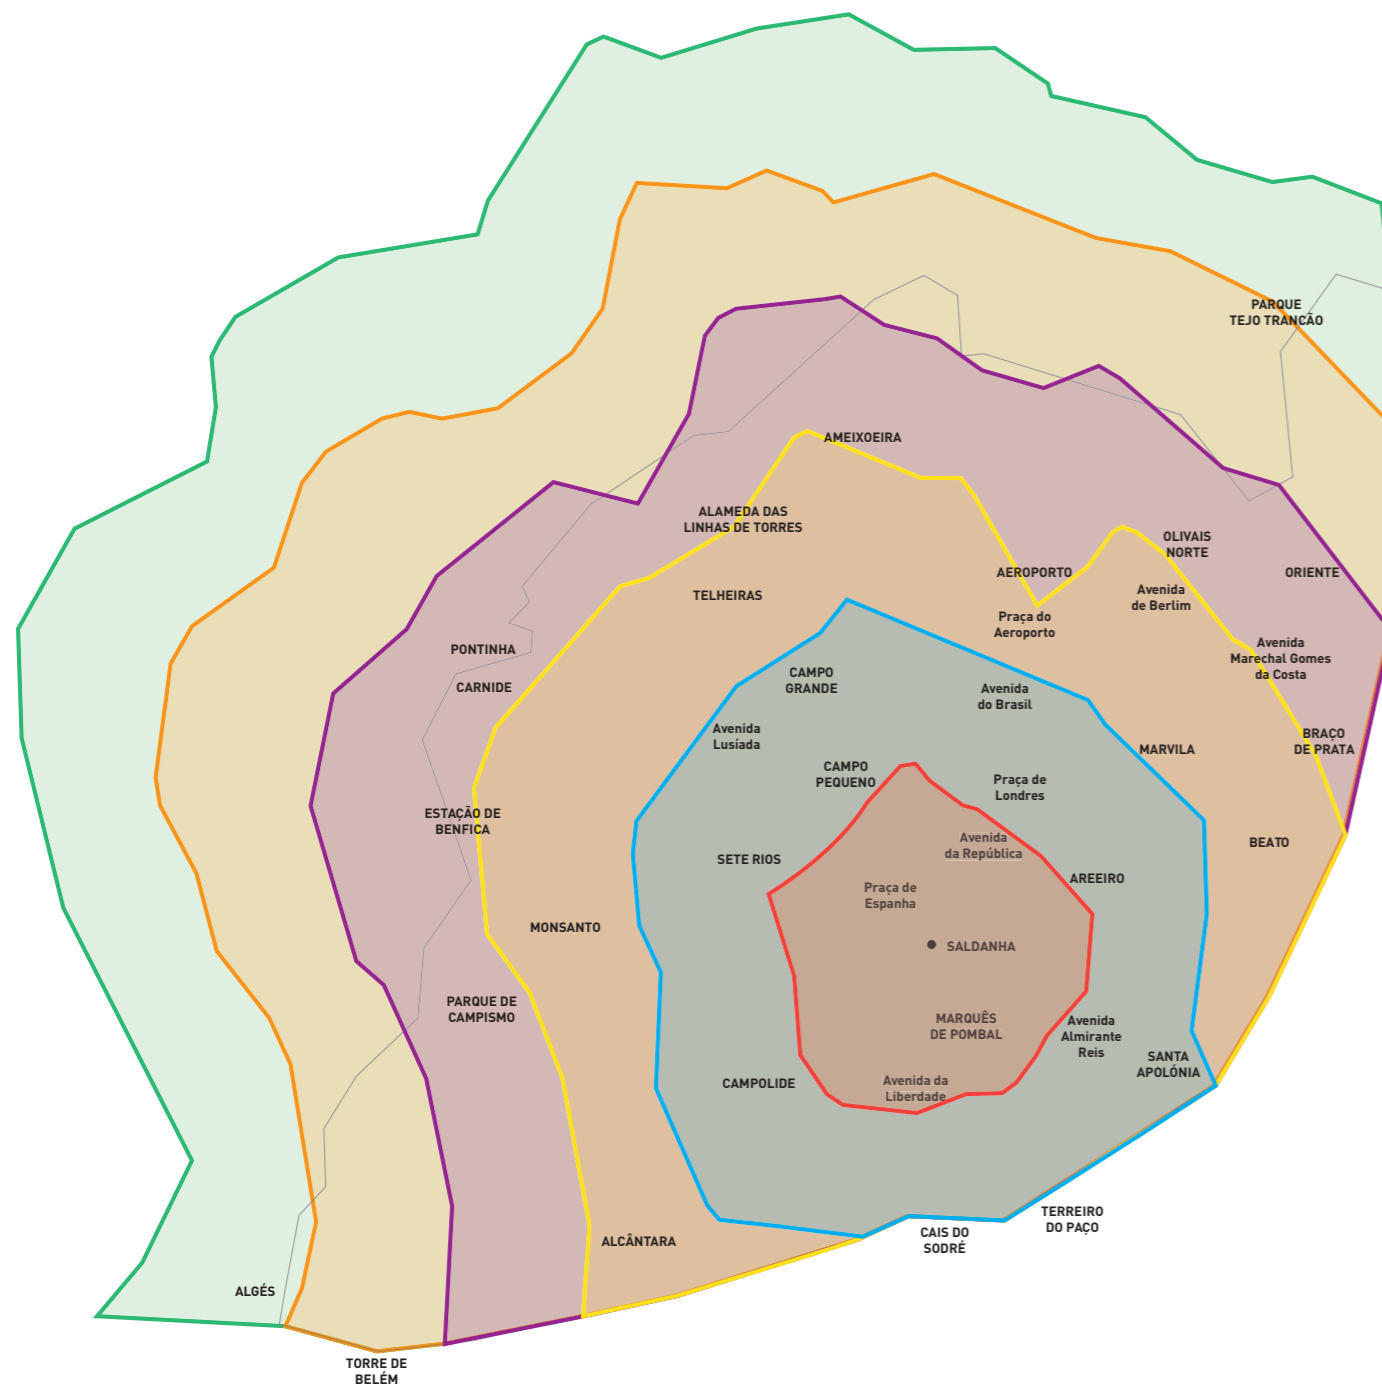 PARQUE
TEJO TRANCÃO
AMEIXOEIRA
ALAMEDA DAS
LINHAS DE TORRES
OLIVAIS
NORTE
AEROPORTO
ORIENTE
TELHEIRAS
Avenida
de Berlim
Praça do
Aeroporto
PONTINHA
Avenida
Marechal Gomes
da Costa
CARNIDE
CAMPO
GRANDE
Avenida
do Brasil
Avenida
Lusíada
BRAÇO
DE PRATA
MARVILA
CAMPO
PEQUENO
Praça de
Londres
ESTAÇÃO DE
BENFICA
Avenida
da República
BEATO
SETE RIOS
AREEIRO
Praça de
Espanha
MONSANTO
SALDANHA
PARQUE DE
CAMPISMO
MARQUÊS
DE POMBAL
Avenida
Almirante
Reis
SANTA
APOLÓNIA
CAMPOLIDE
Avenida da
Liberdade
TERREIRO
DO PAÇO
CAIS DO
SODRÉ
ALCÂNTARA
ALGÉS
TORRE DE
BELÉM